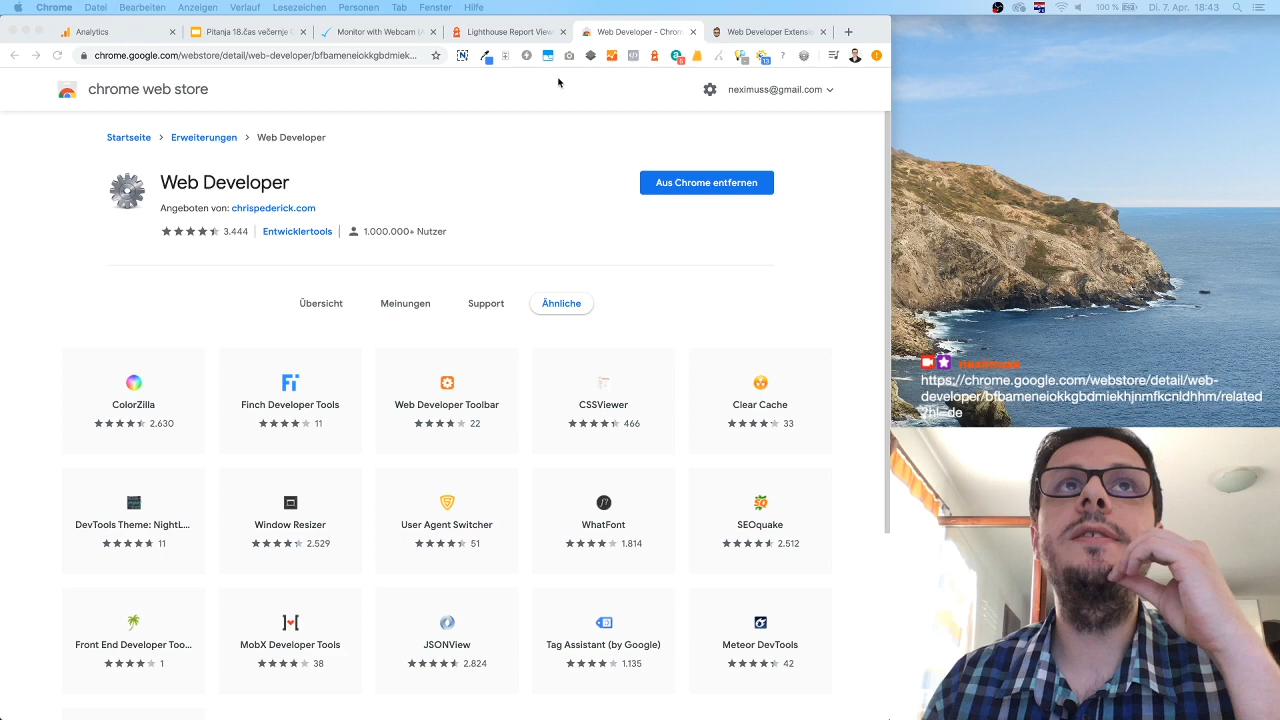 Chrome Datei Bearbeiten Anzeigen Verlauf Lesezeichen Personen Tab Fenster Hilfe 100 % Di. 7. Apr. 18:43
Analytics Pitanja 18.čas večernje Monitor with Webcam ( Lighthouse Report View Web Developer - Chrom Web Developer Extensi
chrome.google.com/webstore/detail/web-developer/bfbameneiokkgbdmiek...
chrome web store neximuss@gmail.com
Startseite > Erweiterungen > Web Developer
Web Developer
Aus Chrome entfernen
Angeboten von: chrispederick.com
3.444 Entwicklertools 1.000.000+ Nutzer
Übersicht Meinungen Support Ähnliche
ColorZilla Finch Developer Tools Web Developer Toolbar CSSViewer Clear Cache
2.630 11 22 466 33
DevTools Theme: NightL... Window Resizer User Agent Switcher WhatFont SEOquake
11 2.529 51 1.814 2.512
Front End Developer Too... MobX Developer Tools JSONView Tag Assistant (by Google) Meteor DevTools
1 38 2.824 1.135 42
https://chrome.google.com/webstore/detail/web-
developer/bfbameneiokkgbdmiekhjnmfkcnldhhm/related
?hl=de